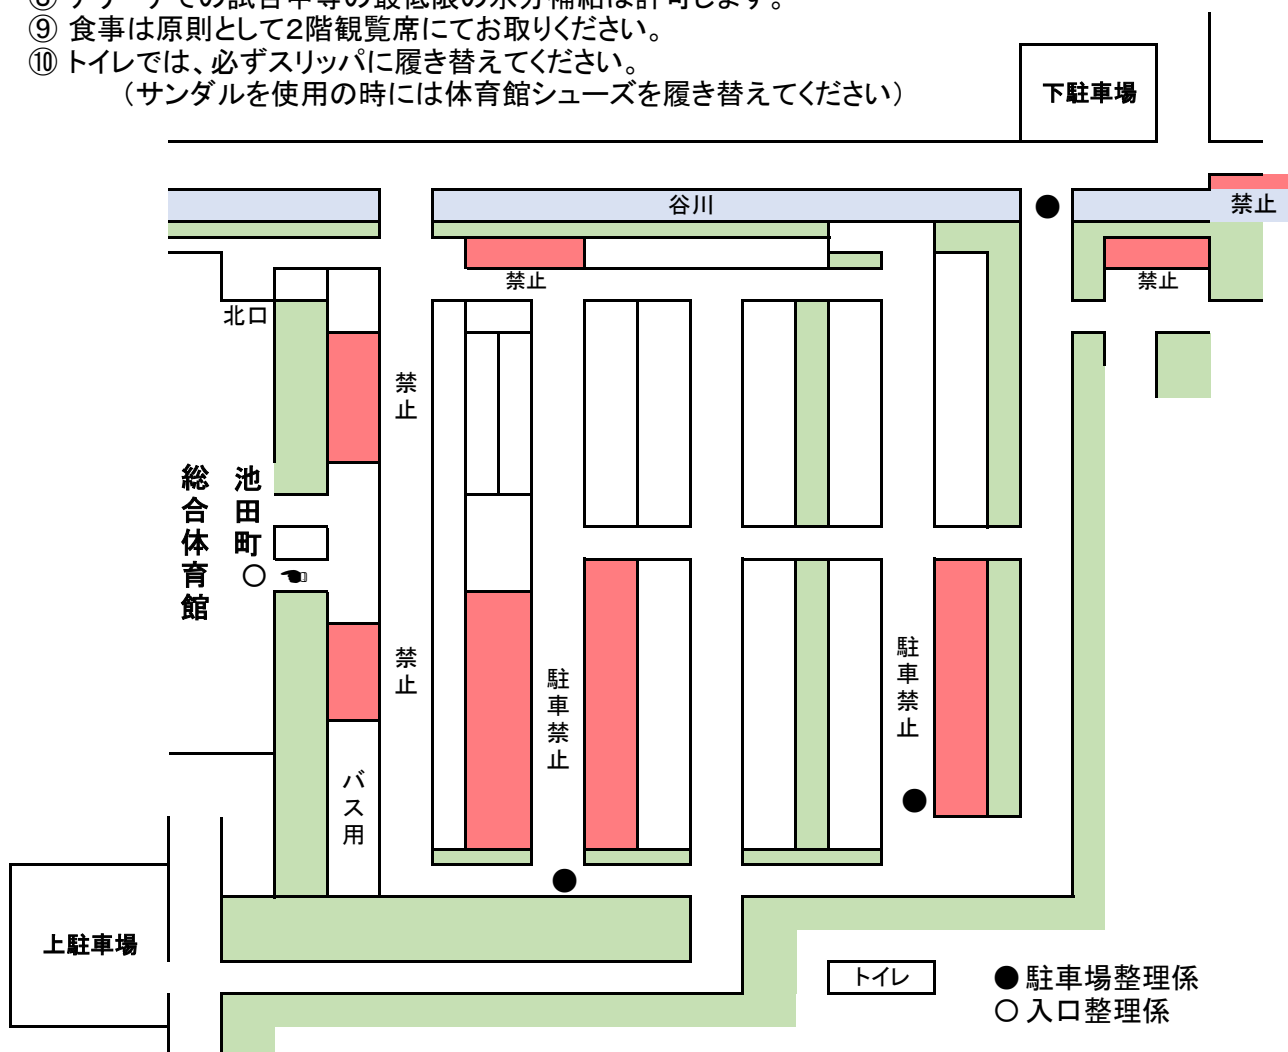 ⑨ 食事は原則として2階観覧席にてお取りください。
⑩ トイレでは、必ずスリッパに履き替えてください。
（サンダルを使用の時には体育館シューズを履き替えてください）
下駐車場
谷川
禁止
禁止
禁止
北口
禁止
池田町
総合体育館
○ ☚
禁止
駐車禁止
駐車禁止
バス用
上駐車場
トイレ
●駐車場整理係
○入口整理係